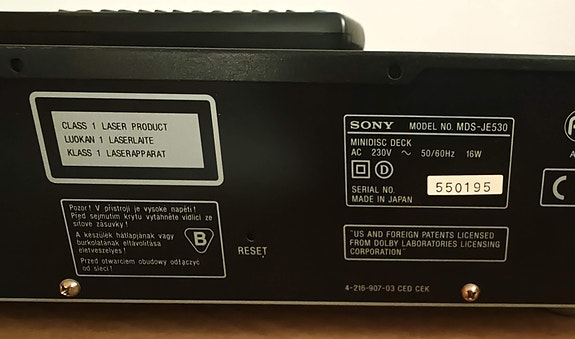 CLASS 1 LASER PRODUCT
LUOKAN 1 LASERLAITE
KLASS 1 LASERAPPARAT
Pozor! V přístroji je vysoké napětí!
Před sejmutím krytu vytáhněte vidlici ze
síťové zásuvky!
A készülék hátlapjának vagy
burkolatának eltávolítása
életveszélyes!
Przed otwarciem obudowy odłączyć
od sieci!
B
RESET
SONY MODEL NO. MDS-JE530
MINIDISC DECK
AC 230V ~ 50/60Hz 16W
D
SERIAL NO. 550195
MADE IN JAPAN
"US AND FOREIGN PATENTS LICENSED
FROM DOLBY LABORATORIES LICENSING
CORPORATION"
4-216-907-03 CED CEK